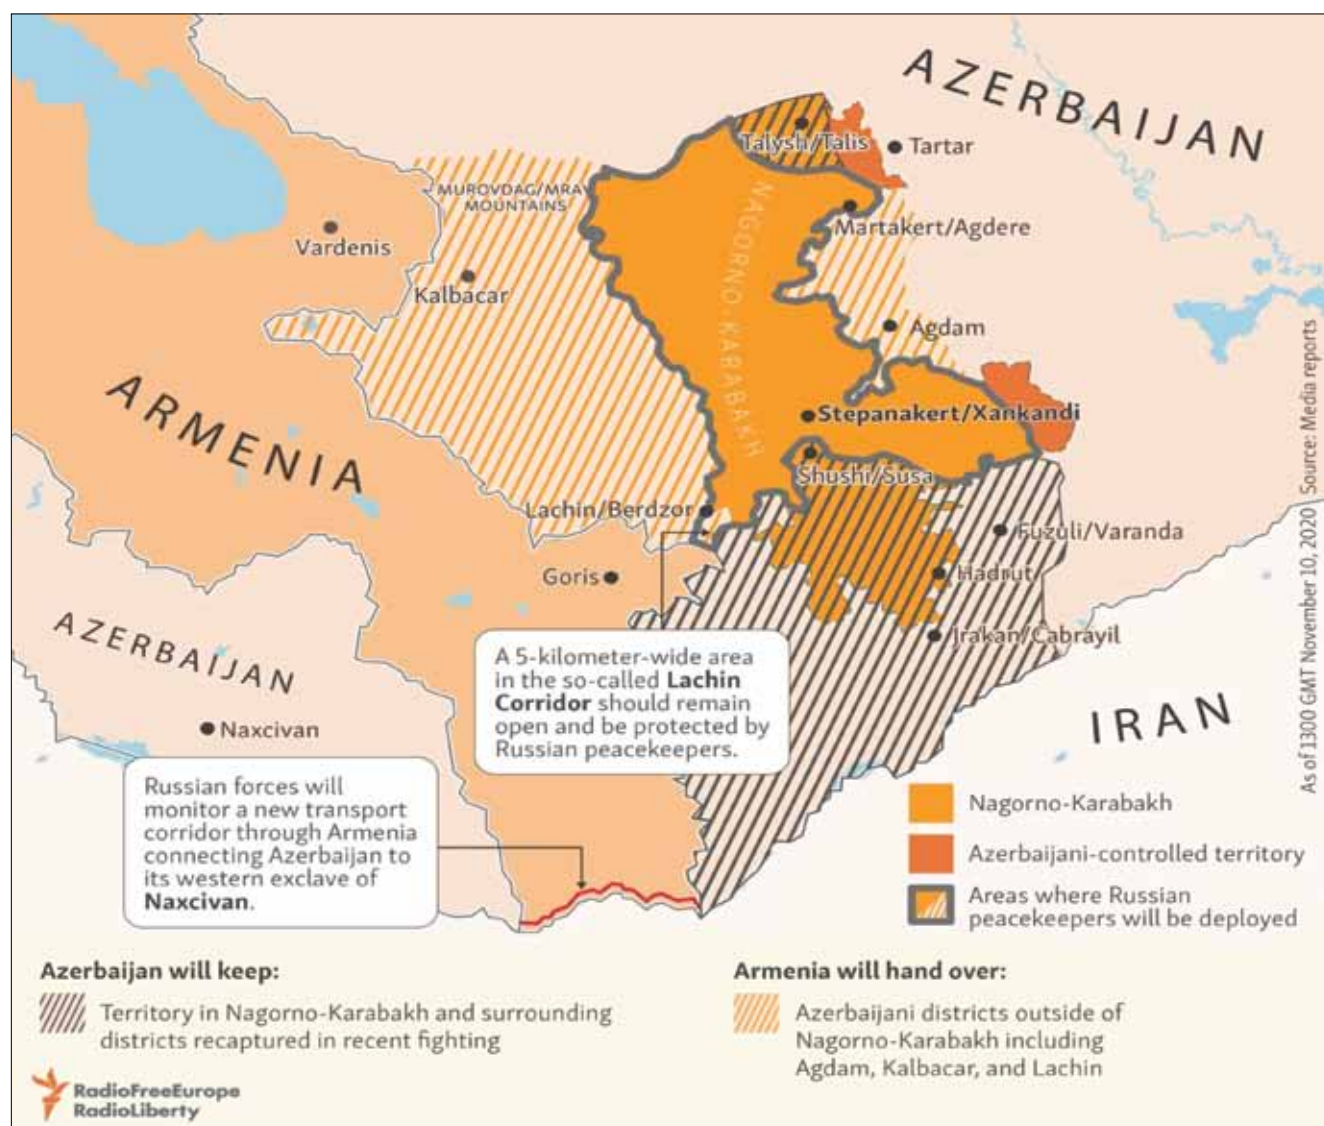 AZERBAIJAN
Talysh/Talis
Tartar
MUROVDAG/MRAV
MOUNTAINS
Martakert/Agdere
Vardenis
Kalbacar
NAGORNO-KABABAKH
Agdam
ARMENIA
Stepanakert/Xankandi
Shushi/Susa
Lachin/Berdzor
Fuzuli/Varanda
Goris
Hadrut
Jrakan/Cabrayil
AZERBAIJAN
Naxcivan
A 5-kilometer-wide area
in the so-called Lachin
Corridor should remain
open and be protected by
Russian peacekeepers.
IRAN
Russian forces will
monitor a new transport
corridor through Armenia
connecting Azerbaijan to
its western exclave of
Naxcivan.
Nagorno-Karabakh
Azerbaijani-controlled territory
Areas where Russian
peacekeepers will be deployed
As of 1300 GMT November 10, 2020 Source: Media reports
Azerbaijan will keep:
Territory in Nagorno-Karabakh and surrounding
districts recaptured in recent fighting
Armenia will hand over:
Azerbaijani districts outside of
Nagorno-Karabakh including
Agdam, Kalbacar, and Lachin
RadioFreeEurope
RadioLiberty